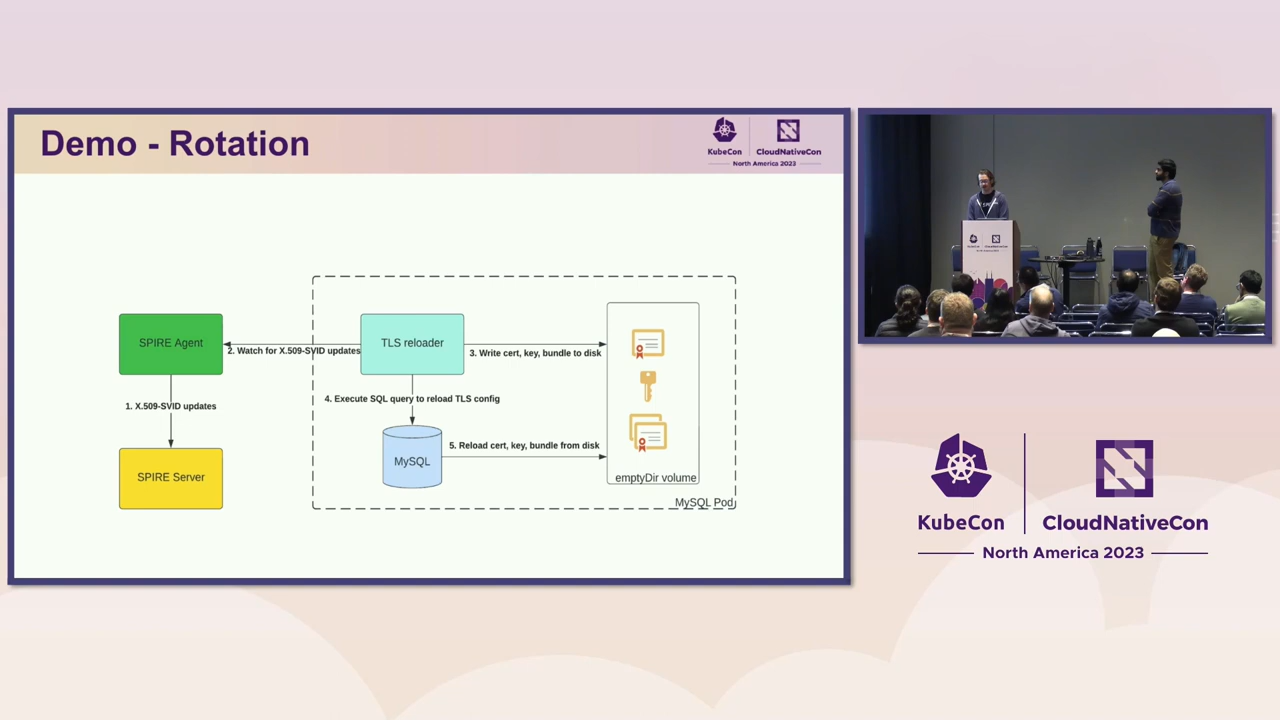 Demo - Rotation
KubeCon
CloudNativeCon
North America 2023
SPIRE Agent
TLS reloader
2. Watch for X.509-SVID updates
3. Write cert, key, bundle to disk
1. X.509-SVID updates
4. Execute SQL query to reload TLS config
SPIRE Server
MySQL
5. Reload cert, key, bundle from disk
emptyDir volume
MySQL Pod
KubeCon
CloudNativeCon
North America 2023